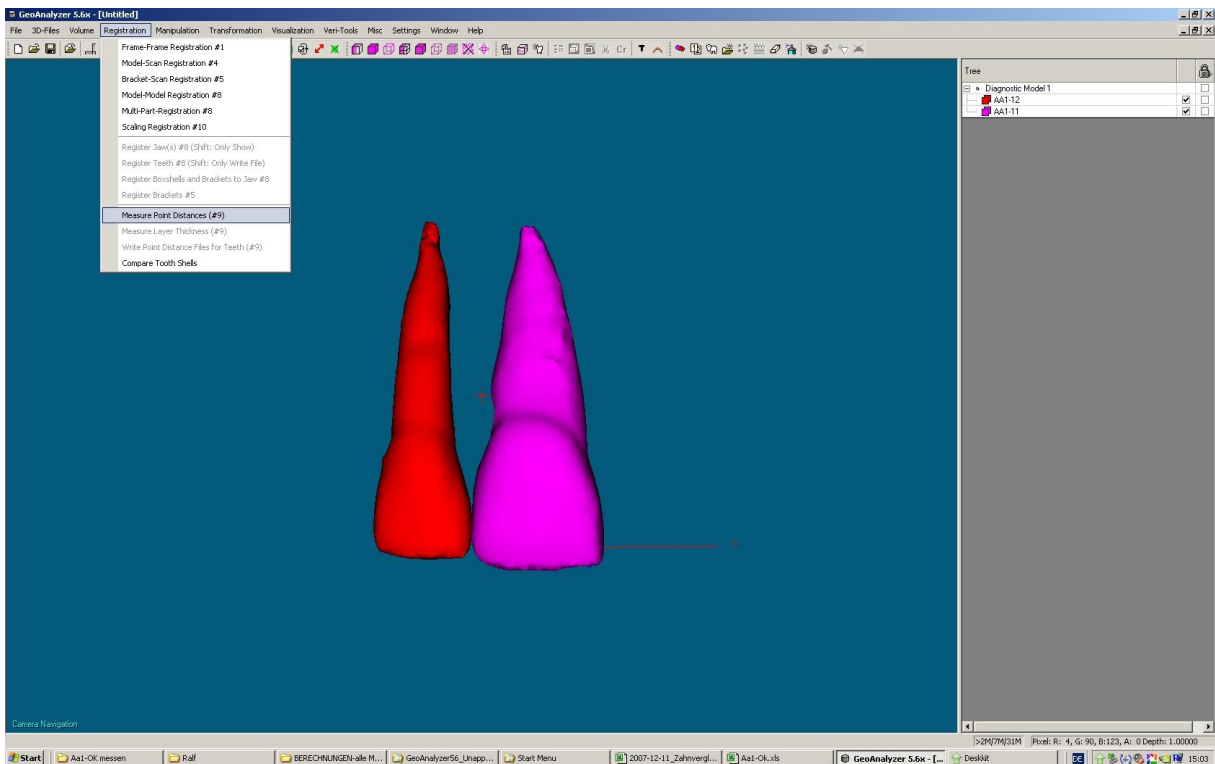 GeoAnalyzer 5.6x - [Untitled]
File 3D-Files Volume Registration Manipulation Transformation Visualization Veri-Tools Misc Settings Window Help
Cr T
Frame-Frame Registration #1
Model-Scan Registration #4
Bracket-Scan Registration #5
Model-Model Registration #8
Multi-Part-Registration #8
Scaling Registration #10
Register Jaw(s) #8 (Shift: Only Show)
Register Teeth #8 (Shift: Only Write File)
Register Boxshells and Brackets to Jaw #8
Register Brackets #5
Measure Point Distances (#9)
Measure Layer Thickness (#9)
Write Point Distance Files for Teeth (#9)
Compare Tooth Shells
Tree
Diagnostic Model 1
AA1-12
AA1-11
Camera Navigation
>2M/7M/31M Pixel: R: 4, G: 90, B:123, A: 0 Depth: 1.00000
Start Aa1-OK messen Ralf BERECHNUNGEN-alle M... GeoAnalyzer56_Unapp... Start Menu 2007-12-11_Zahnvergl... Aa1-Ok.xls GeoAnalyzer 5.6x - [... Deskkit DE 15:03